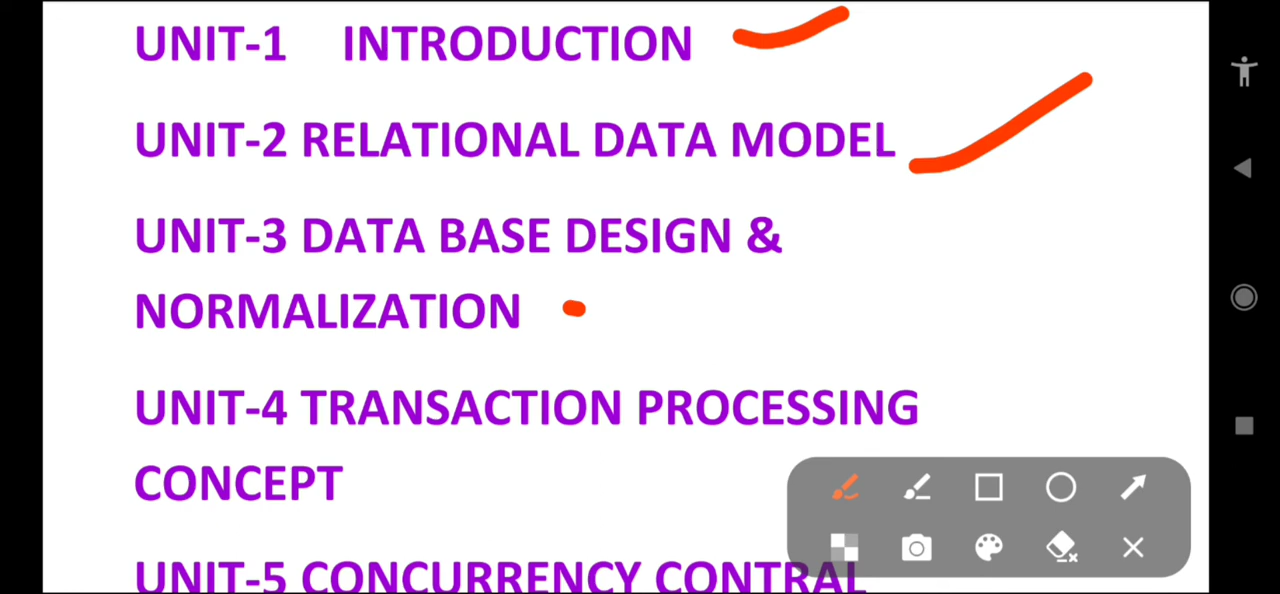 UNIT-1 INTRODUCTION
UNIT-2 RELATIONAL DATA MODEL
UNIT-3 DATA BASE DESIGN &
NORMALIZATION
UNIT-4 TRANSACTION PROCESSING
CONCEPT
UNIT-5 CONCURRENCY CONTRAL